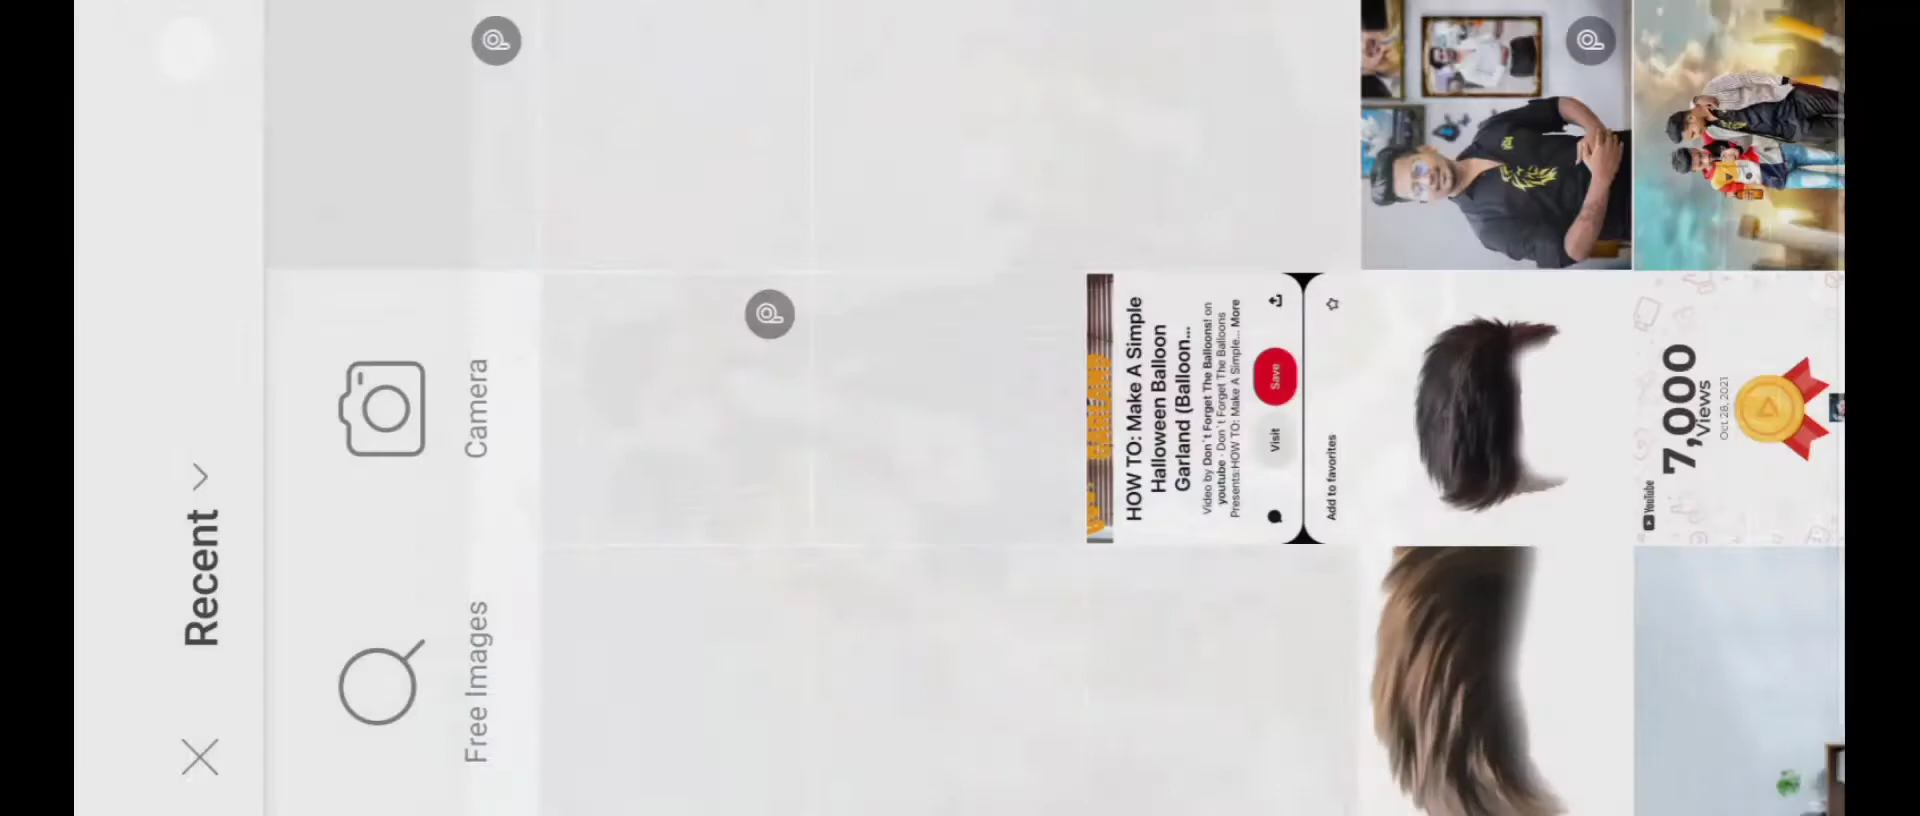 Recent
Free Images
Camera
HOW TO: Make A Simple
Halloween Balloon
Garland (Balloon...
Video by Don't Forget The Balloons! on
youtube · Don't Forget The Balloons
Presents:HOW TO: Make A Simple... More
Visit
Save
Add to favorites
YouTube
7,000
Views
Oct 28, 2021